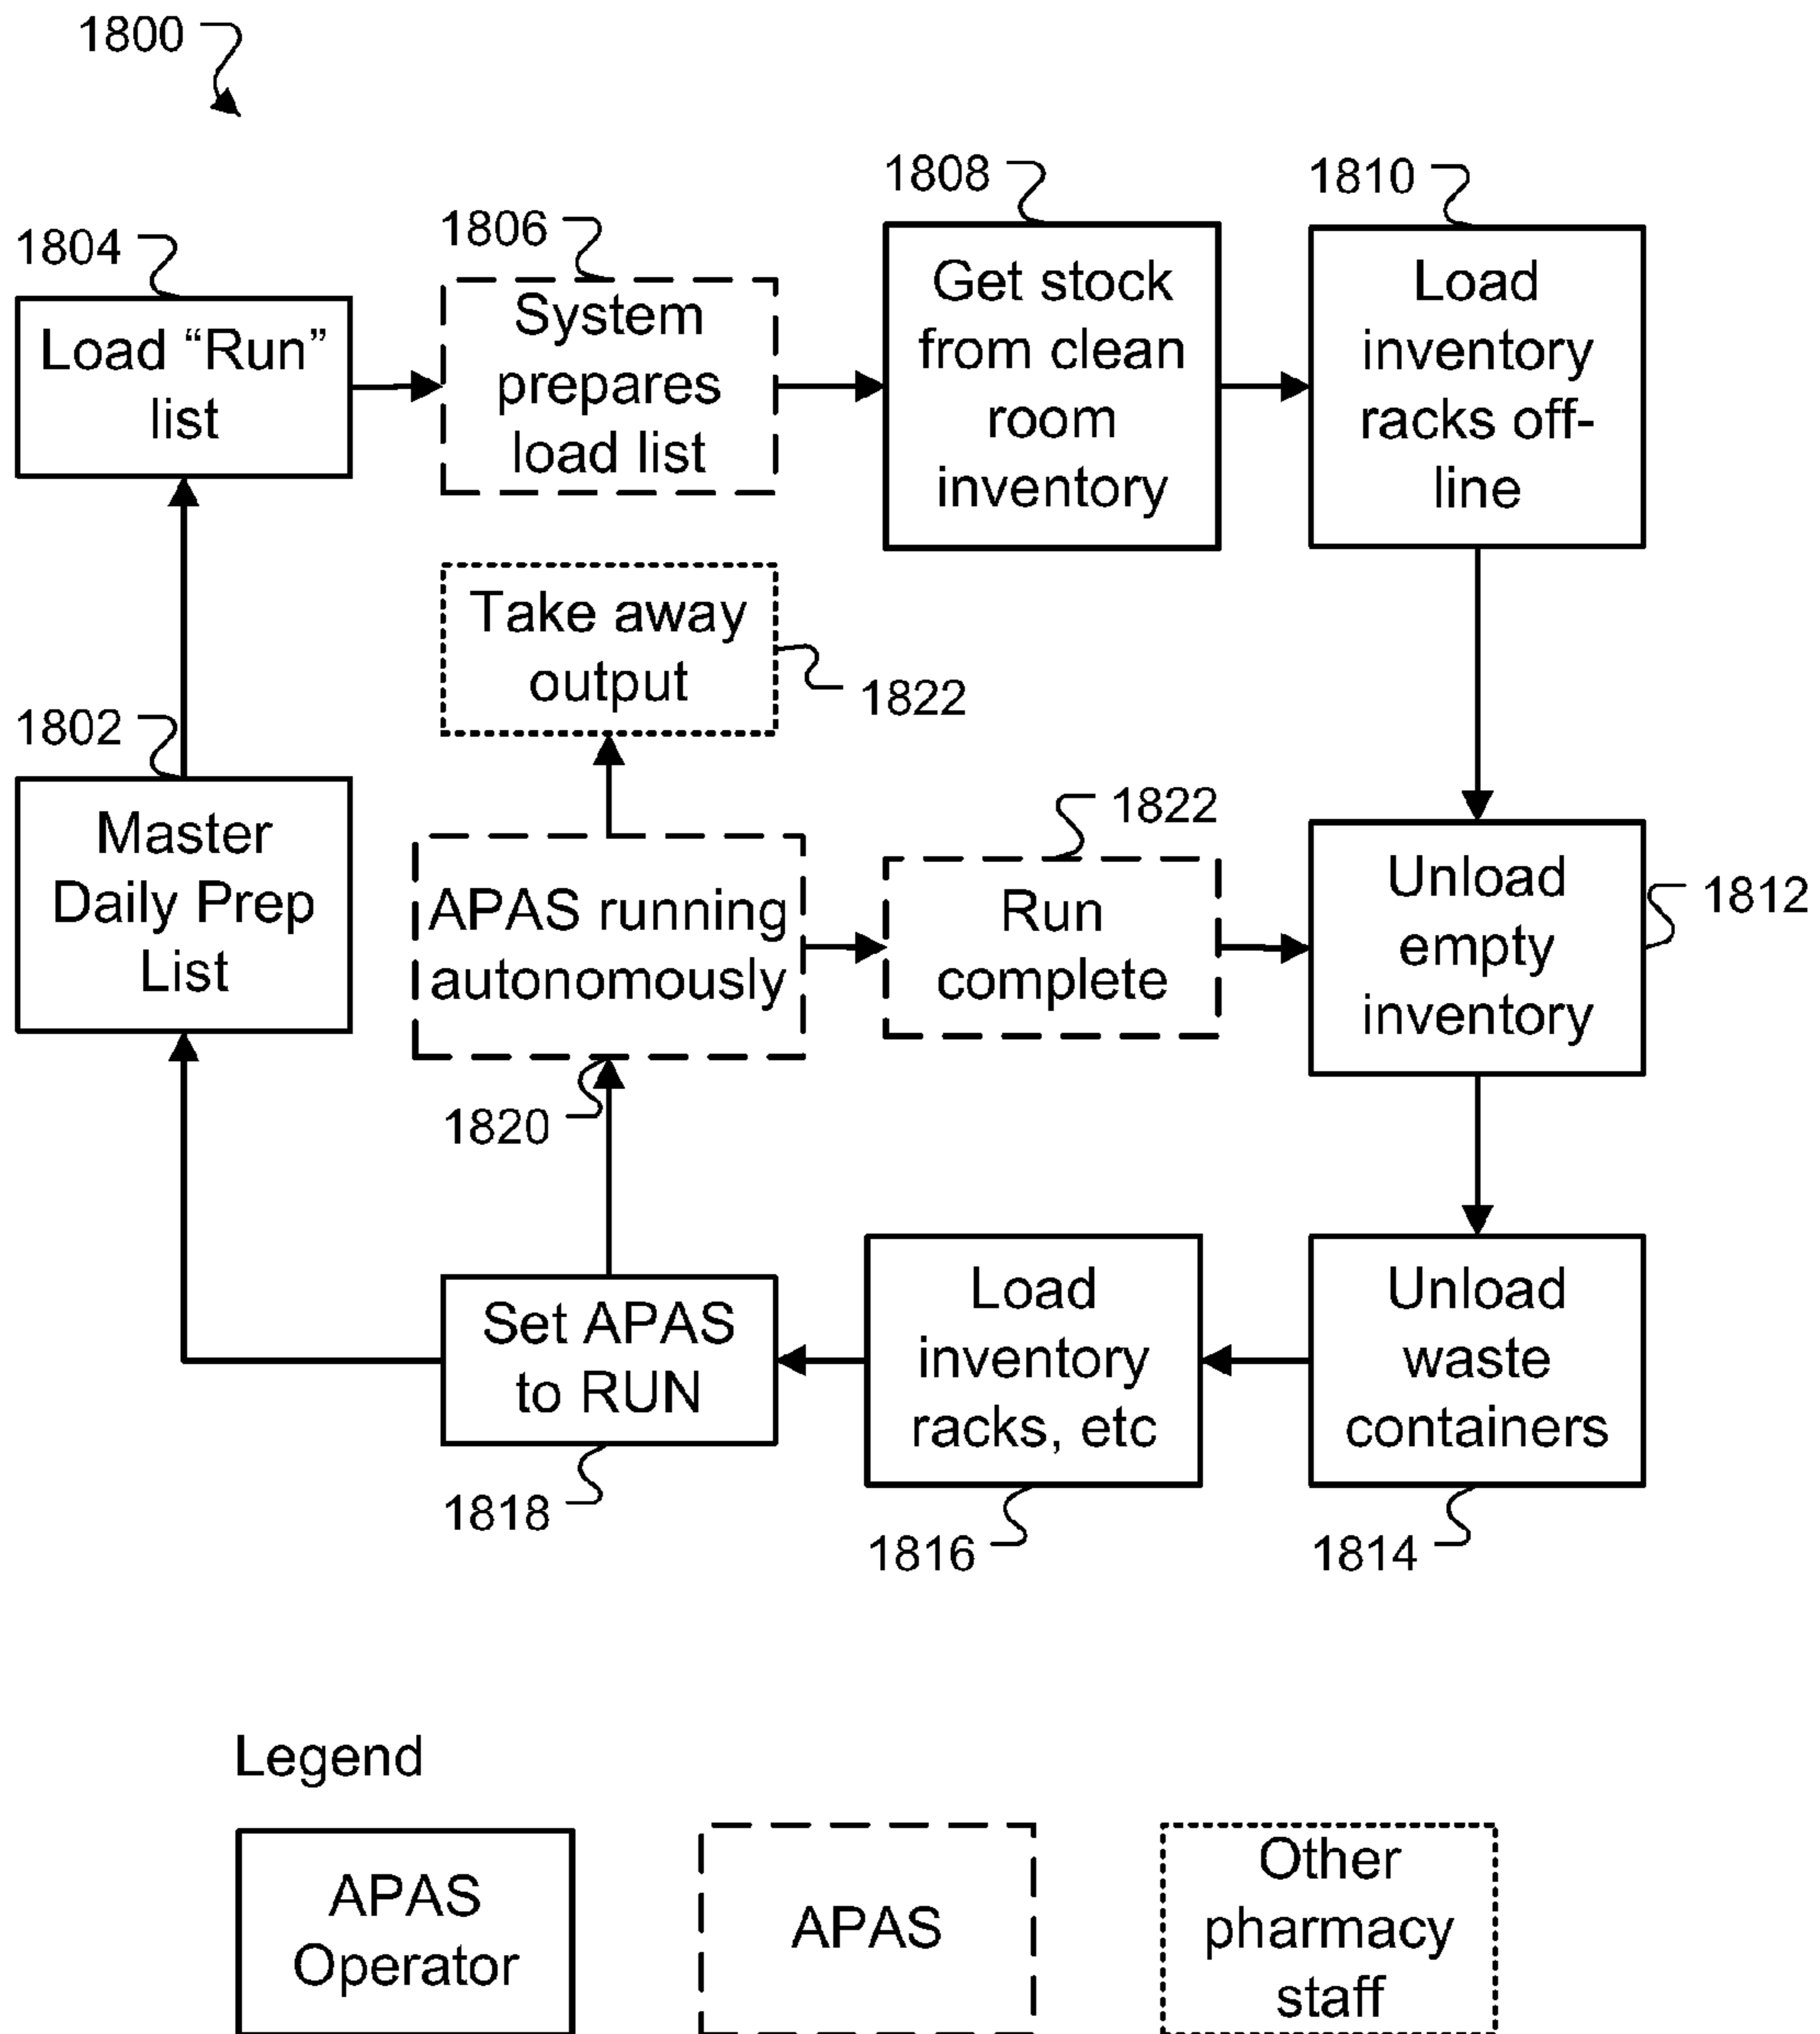 1800
1804
Load “Run”
list
1806
System
prepares
load list
1808
Get stock
from clean
room
inventory
1810
Load
inventory
racks off-
line
Take away
output
1822
1802
Master
Daily Prep
List
APAS running
autonomously
1820
1822
Run
complete
Unload
empty
inventory
1812
Set APAS
to RUN
1818
Load
inventory
racks, etc
1816
Unload
waste
containers
1814
Legend
APAS
Operator
APAS
Other
pharmacy
staff